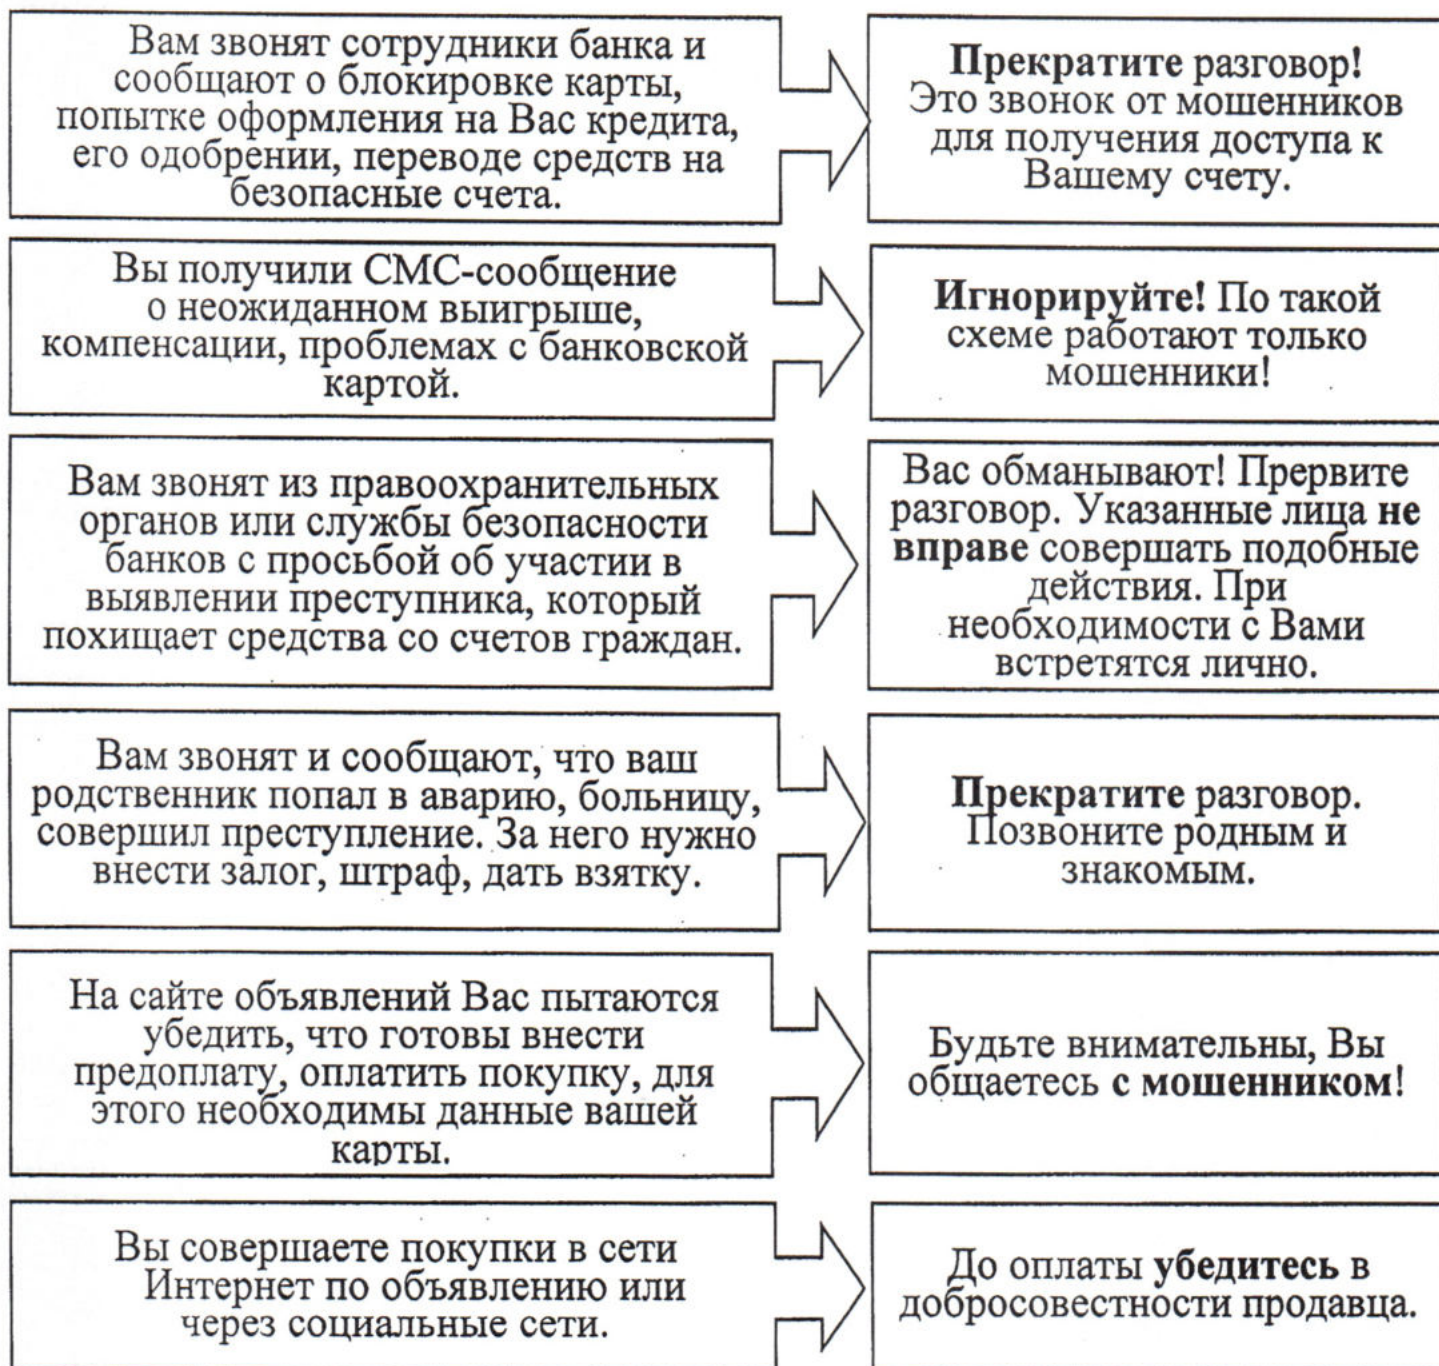 Вам звонят сотрудники банка и
сообщают о блокировке карты,
попытке оформления на Вас кредита,
его одобрении, переводе средств на
безопасные счета.
Прекратите разговор!
Это звонок от мошенников
для получения доступа к
Вашему счету.
Вы получили СМС-сообщение
о неожиданном выигрыше,
компенсации, проблемах с банковской
картой.
Игнорируйте! По такой
схеме работают только
мошенники!
Вам звонят из правоохранительных
органов или службы безопасности
банков с просьбой об участии в
выявлении преступника, который
похищает средства со счетов граждан.
Вас обманывают! Прервите
разговор. Указанные лица не
вправе совершать подобные
действия. При
необходимости с Вами
встретятся лично.
Вам звонят и сообщают, что ваш
родственник попал в аварию, больницу,
совершил преступление. За него нужно
внести залог, штраф, дать взятку.
Прекратите разговор.
Позвоните родным и
знакомым.
На сайте объявлений Вас пытаются
убедить, что готовы внести
предоплату, оплатить покупку, для
этого необходимы данные вашей
карты.
Будьте внимательны, Вы
общаетесь с мошенником!
Вы совершаете покупки в сети
Интернет по объявлению или
через социальные сети.
До оплаты убедитесь в
добросовестности продавца.